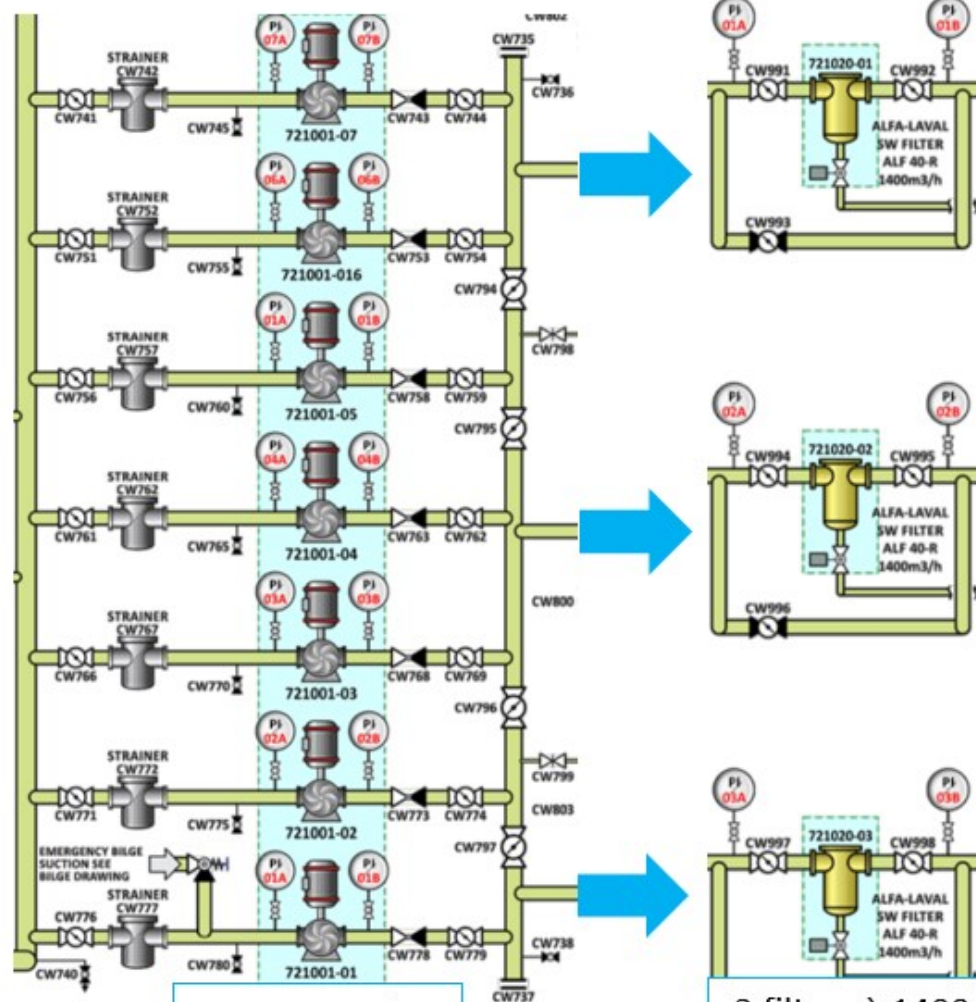 CW802
CW735
CW736
PI
07A
PI
07B
STRAINER
CW742
CW741
CW745
721001-07
CW743
CW744
PI
06A
PI
06B
STRAINER
CW752
CW751
CW755
721001-016
CW753
CW754
CW794
PI
01A
PI
01B
STRAINER
CW757
CW798
CW756
CW760
721001-05
CW758
CW759
CW795
PI
04A
PI
04B
STRAINER
CW762
CW761
CW765
721001-04
CW763
CW762
PI
03A
PI
03B
CW800
STRAINER
CW767
CW766
CW770
721001-03
CW768
CW769
CW796
PI
02A
PI
02B
STRAINER
CW772
CW799
CW771
CW775
721001-02
CW773
CW774
CW803
CW797
EMERGENCY BILGE
SUCTION SEE
BILGE DRAWING
PI
01A
PI
01B
STRAINER
CW777
CW776
CW780
721001-01
CW778
CW779
CW738
CW740
CW737
PI
01A
PI
01B
721020-01
CW991
CW992
ALFA-LAVAL
SW FILTER
ALF 40-R
1400m3/h
CW993
PI
02A
PI
02B
721020-02
CW994
CW995
ALFA-LAVAL
SW FILTER
ALF 40-R
1400m3/h
CW996
PI
03A
PI
03B
721020-03
CW997
CW998
ALFA-LAVAL
SW FILTER
ALF 40-R
1400m3/h